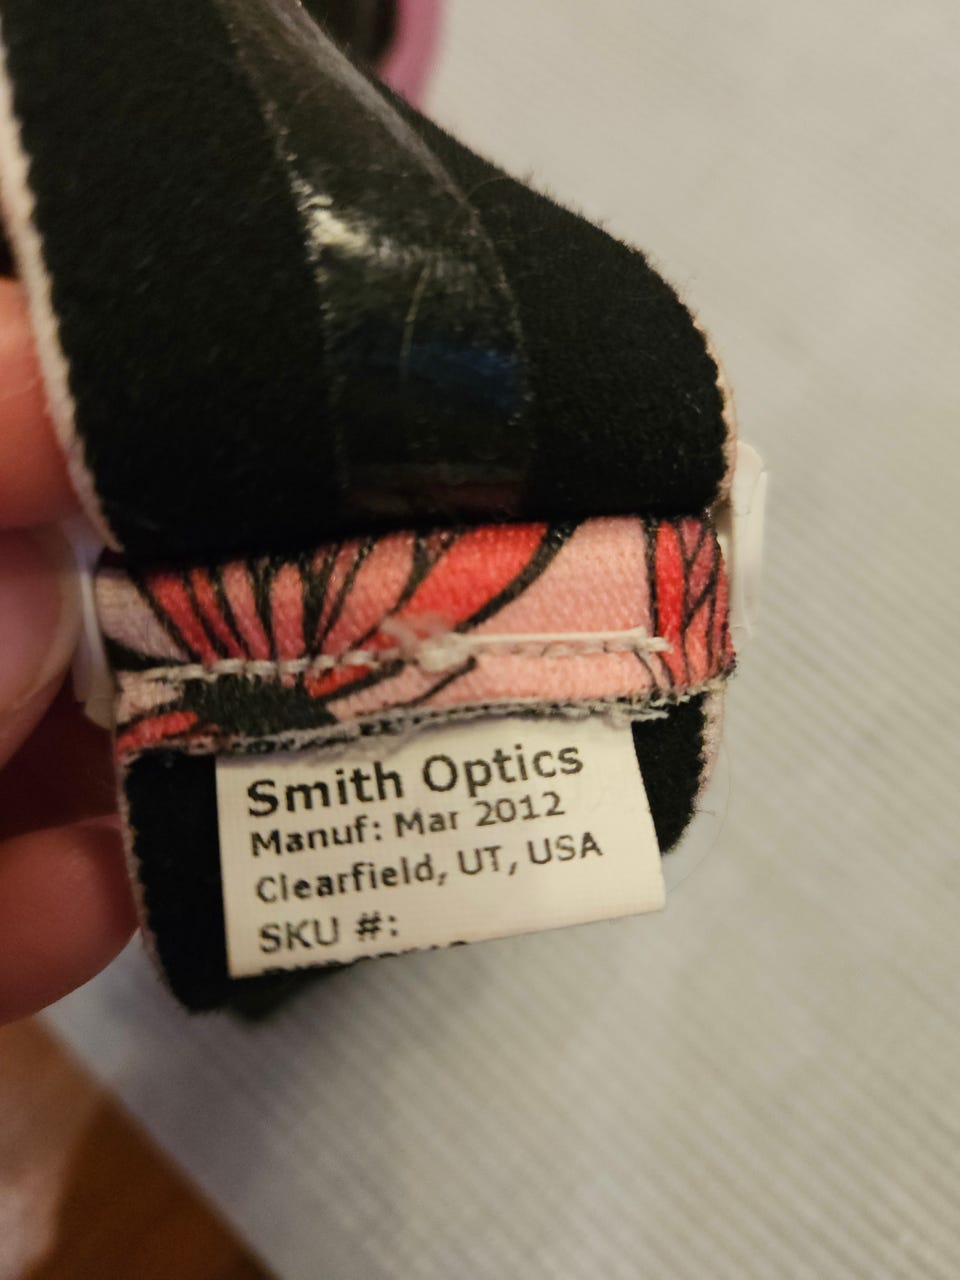 Smith Optics
Manuf: Mar 2012
Clearfield, UT, USA
SKU #: